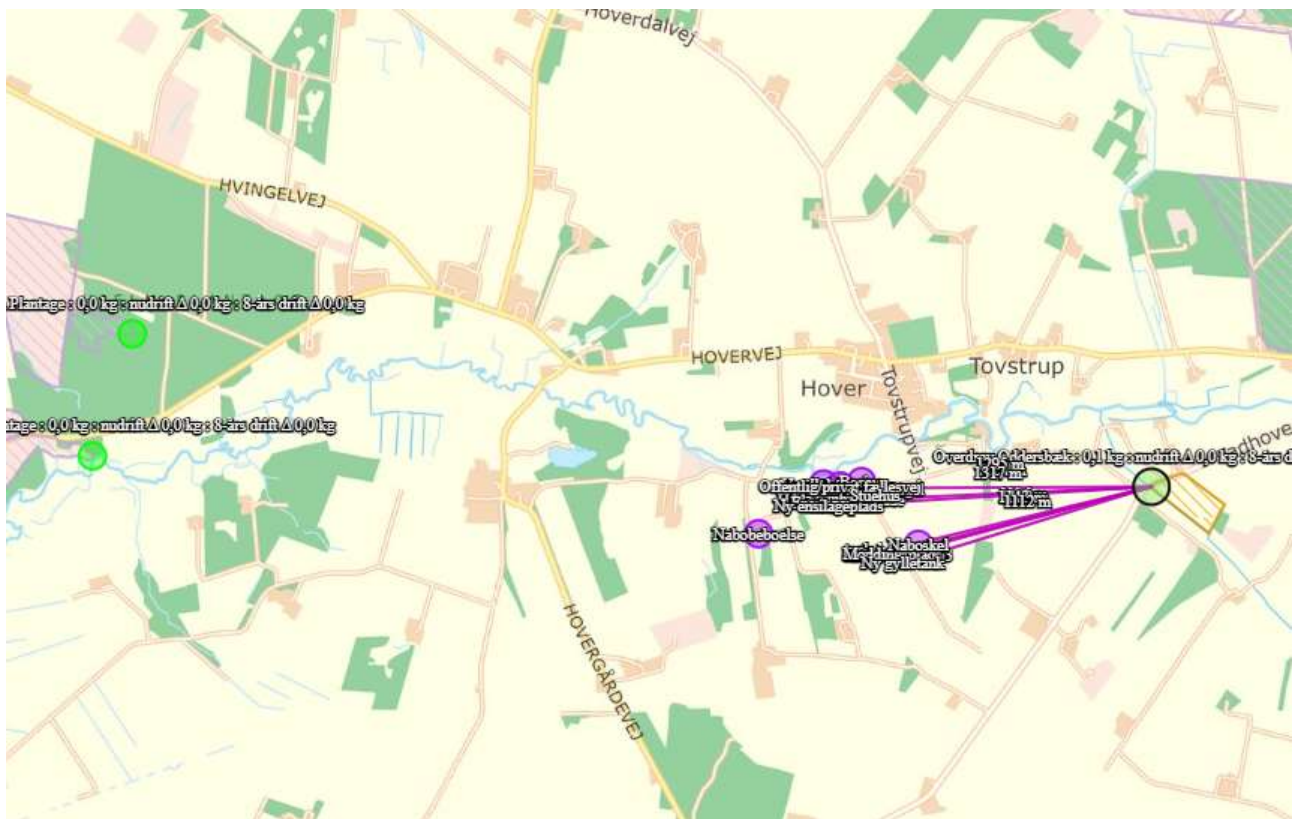 Hoverdalvej
HVINGELVEJ
Plantage : 0,0 kg : nudrift Δ 0,0 kg : 8-års drift Δ 0,0 kg
HOVERVEJ
Tovstrup
Hover
Tovstrupvej
ntage : 0,0 kg : nudrift Δ 0,0 kg : 8-års drift Δ 0,0 kg
Overdrev Addersbæk : 0,1 kg : nudrift Δ 0,0 kg : 8-års d
1317 m
Offentlig/privat fællesvej
Stuehus
1112 m
Ny ensilageplads
Nabobeboelse
Naboskel
Ny gylletank
HOVERGÅRDEVEJ